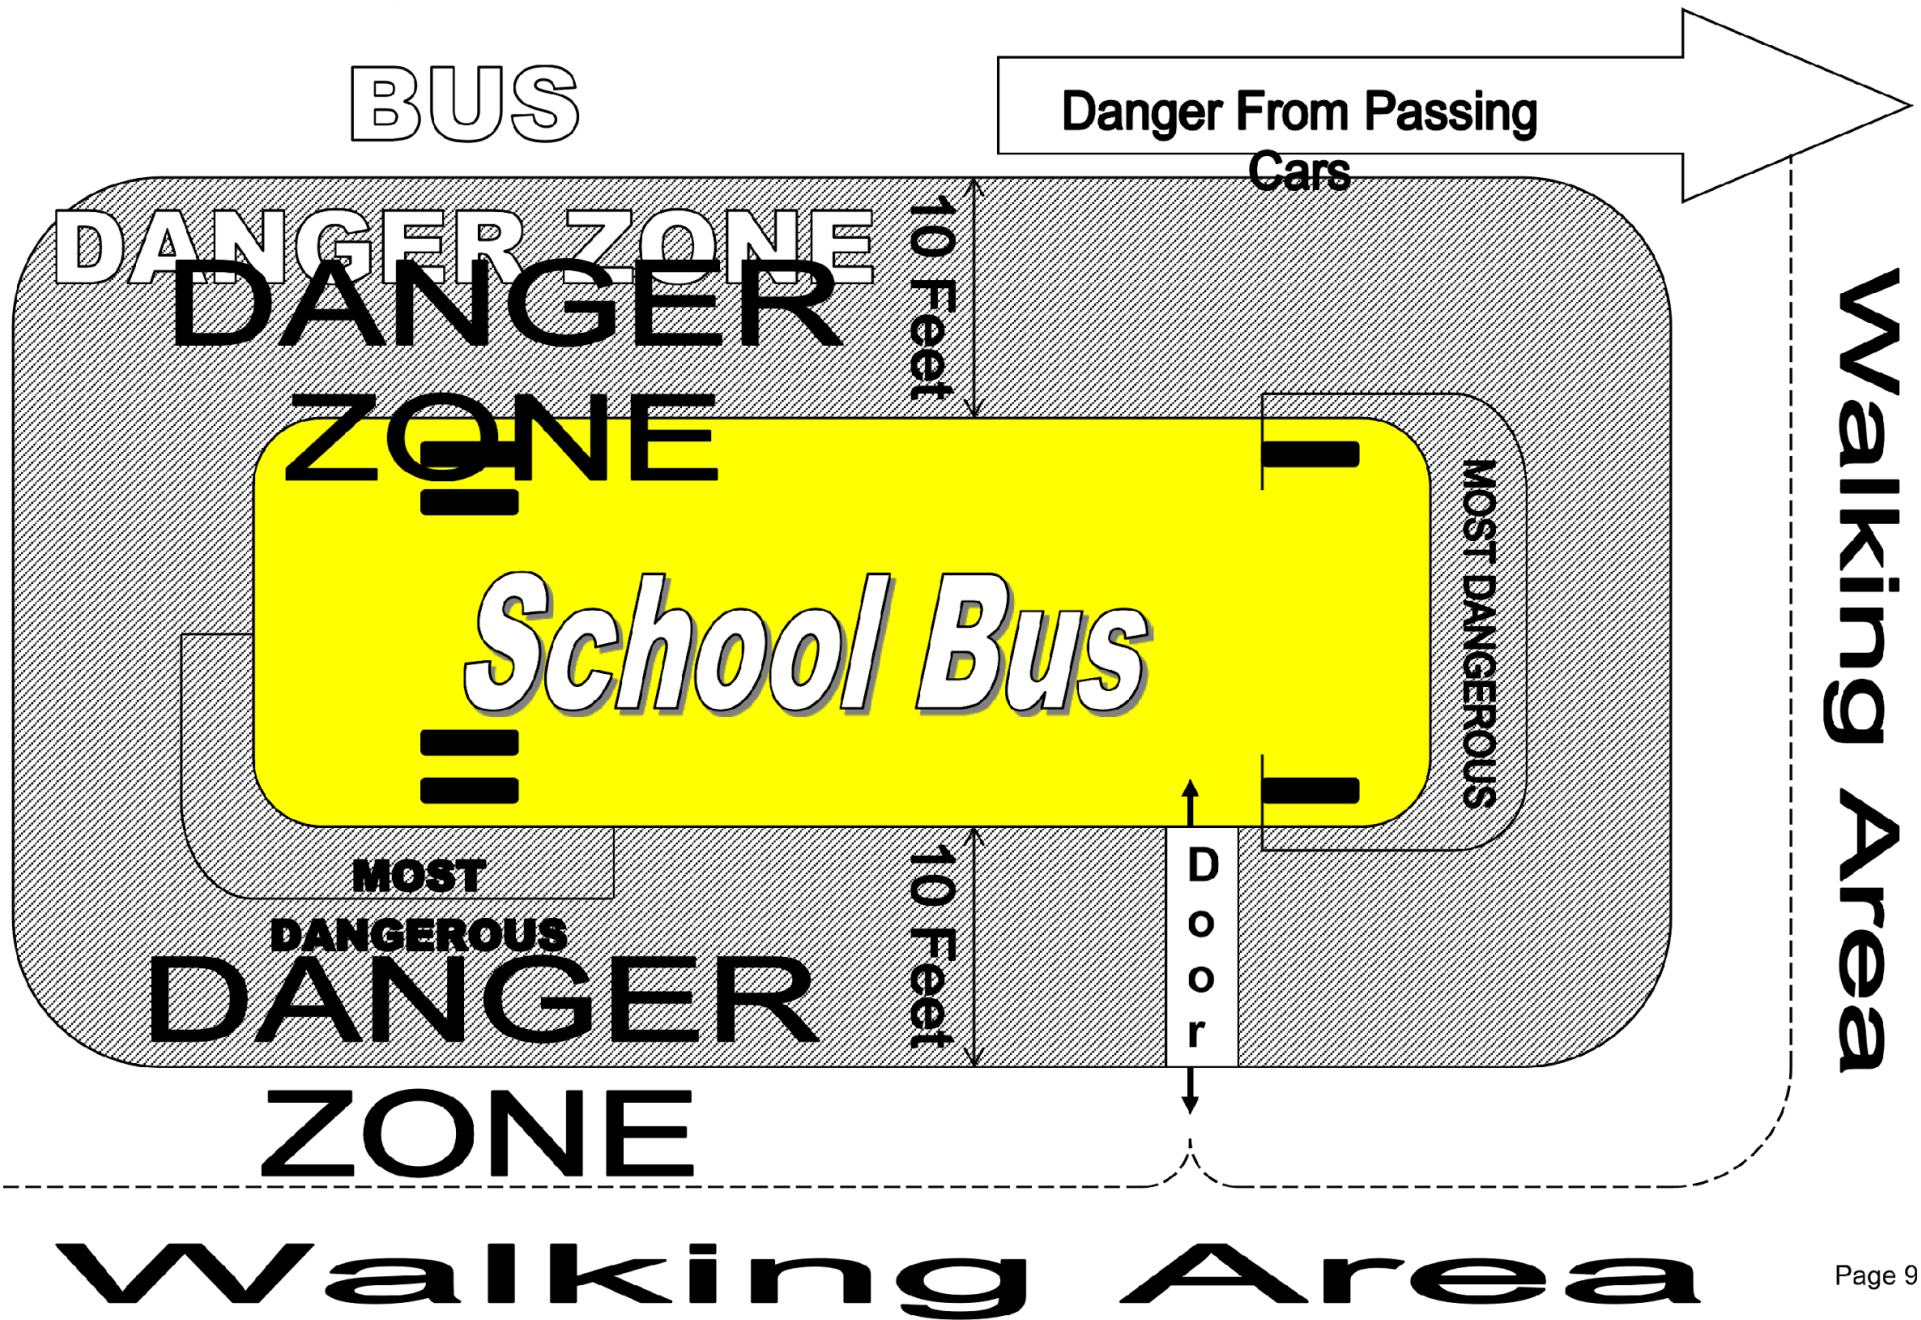 BUS
Danger From Passing
Cars
DANGER ZONE
DANGER
ZONE
10 Feet
School Bus
MOST DANGEROUS
Walking Area
MOST
DANGEROUS
DANGER
ZONE
10 Feet
Door
Walking Area
Page 9